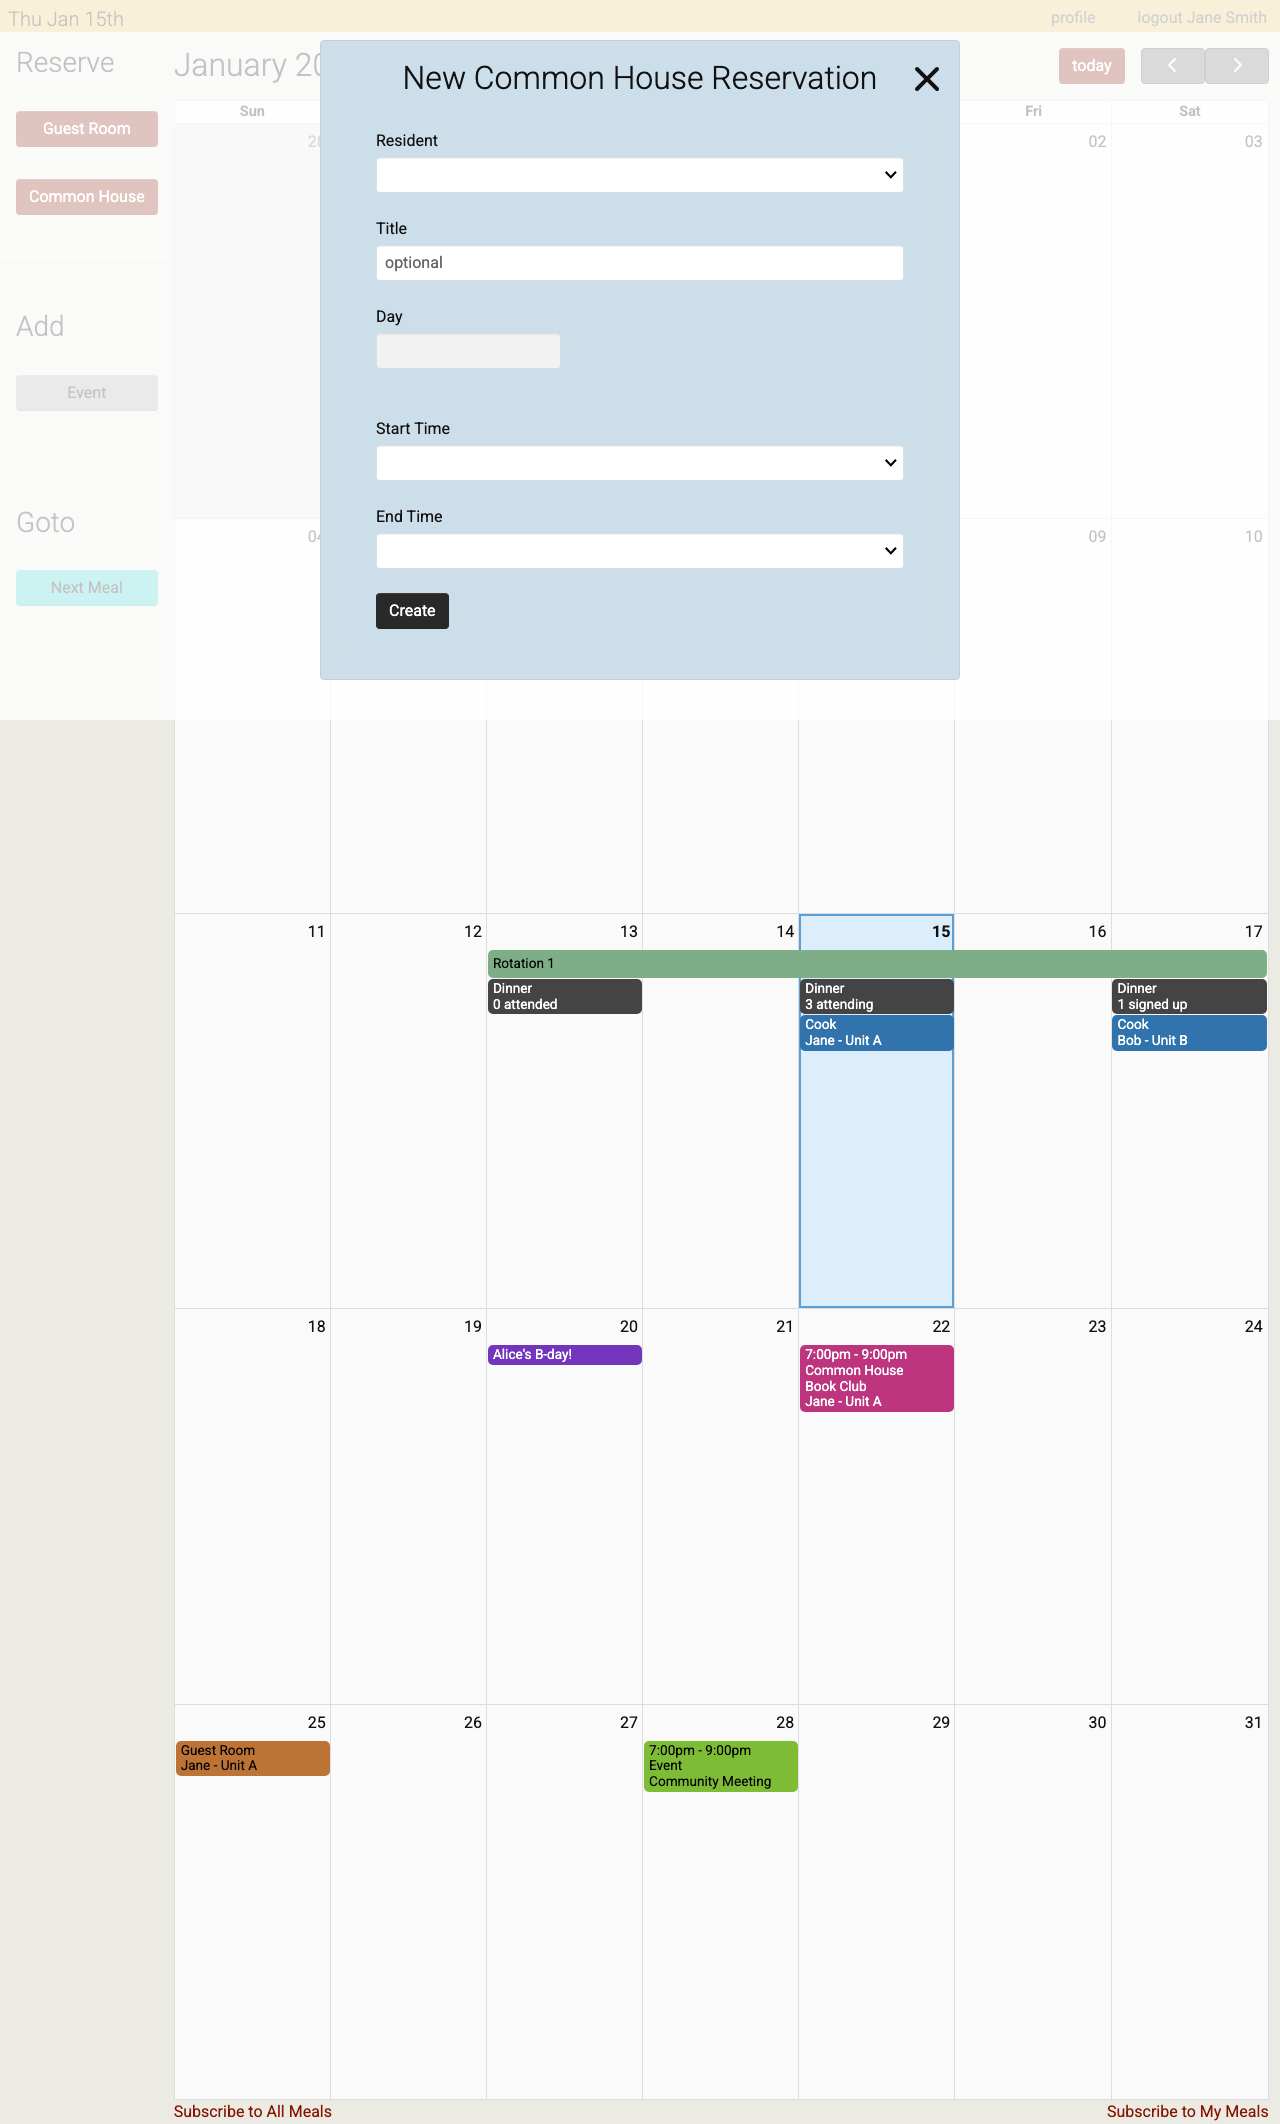 Thu Jan 15th
profile
logout Jane Smith
Reserve
Guest Room
Common House
Add
Event
Goto
Next Meal
January 20
today
New Common House Reservation
Resident
Title
optional
Day
Start Time
End Time
Create
Sun
Fri
Sat
02
03
04
09
10
11
12
13
14
15
16
17
Rotation 1
Dinner
0 attended
Dinner
3 attending
Cook
Jane - Unit A
Dinner
1 signed up
Cook
Bob - Unit B
18
19
20
21
22
23
24
Alice's B-day!
7:00pm - 9:00pm
Common House
Book Club
Jane - Unit A
25
26
27
28
29
30
31
Guest Room
Jane - Unit A
7:00pm - 9:00pm
Event
Community Meeting
Subscribe to All Meals
Subscribe to My Meals